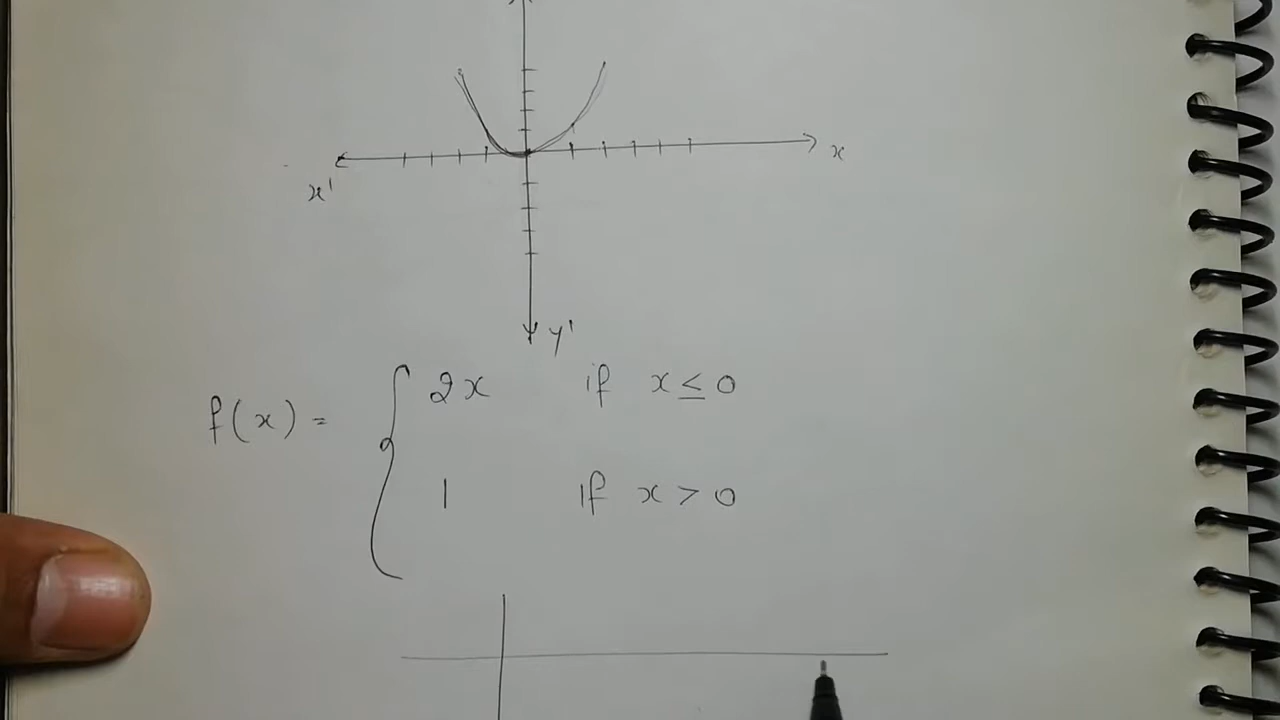 x
x'
y'
f(x) = { 2x if x ≤ 0
1 if x > 0